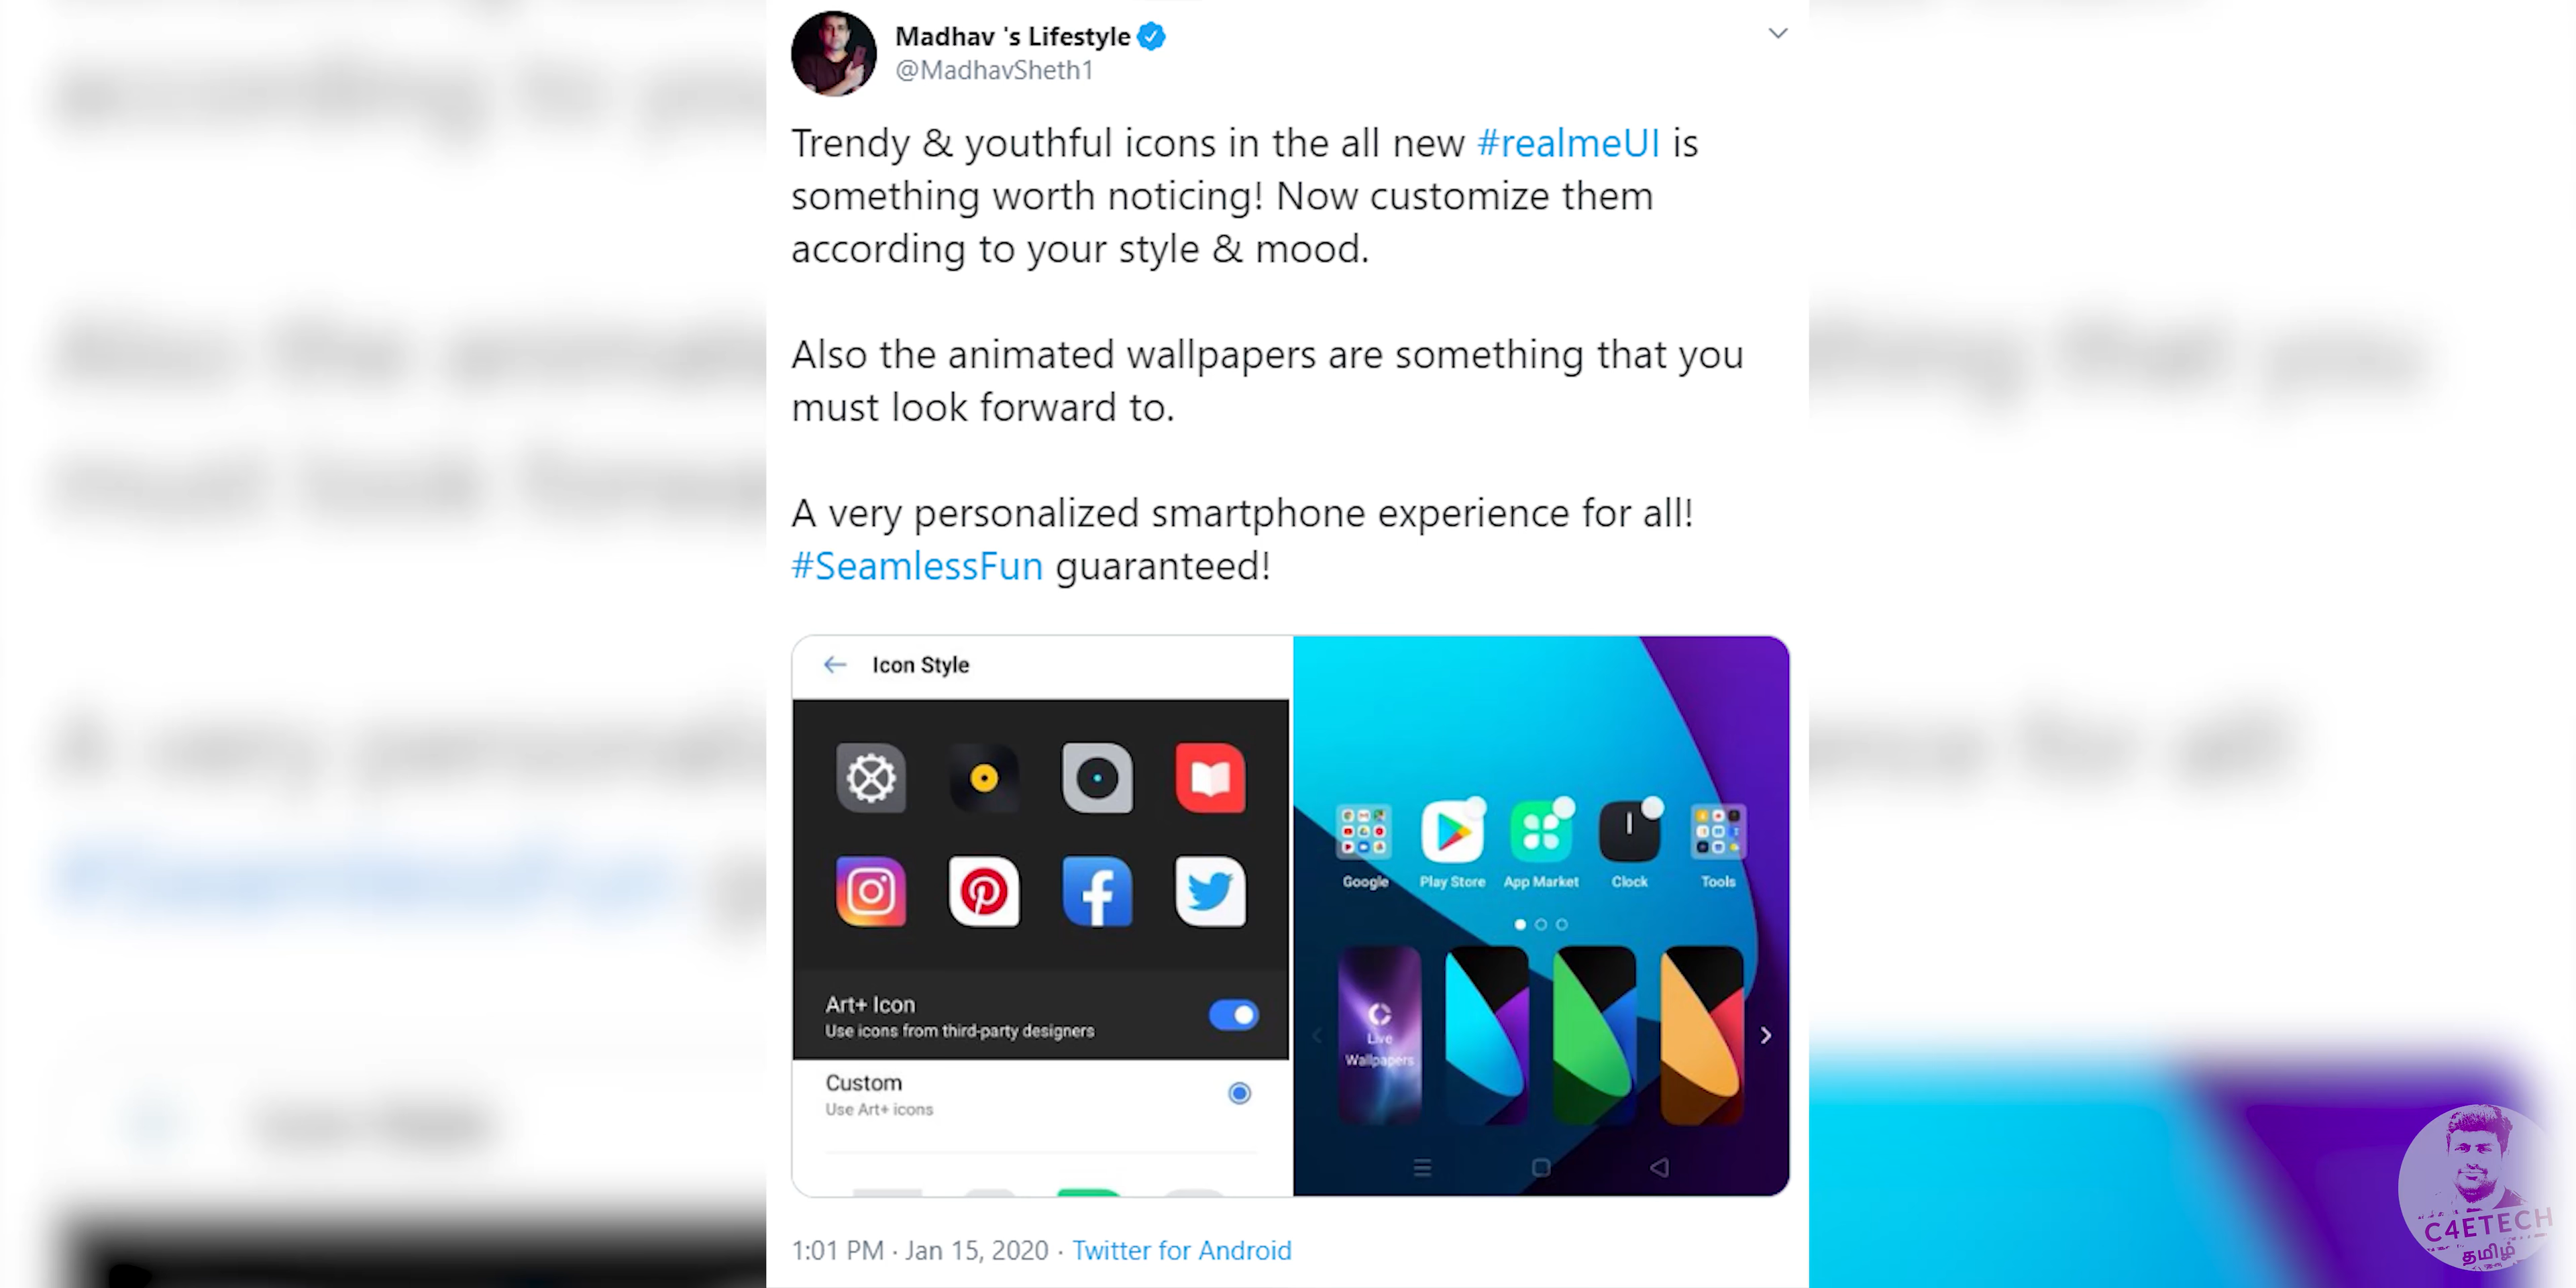 Madhav 's Lifestyle
@MadhavSheth1
Trendy & youthful icons in the all new #realmeUI is
something worth noticing! Now customize them
according to your style & mood.
Also the animated wallpapers are something that you
must look forward to.
A very personalized smartphone experience for all!
#SeamlessFun guaranteed!
Icon Style
Art+ Icon
Use icons from third-party designers
Custom
Use Art+ icons
Google Play Store App Market Clock Tools
Live
Wallpapers
1:01 PM · Jan 15, 2020 · Twitter for Android
C4ETECH
தமிழ்